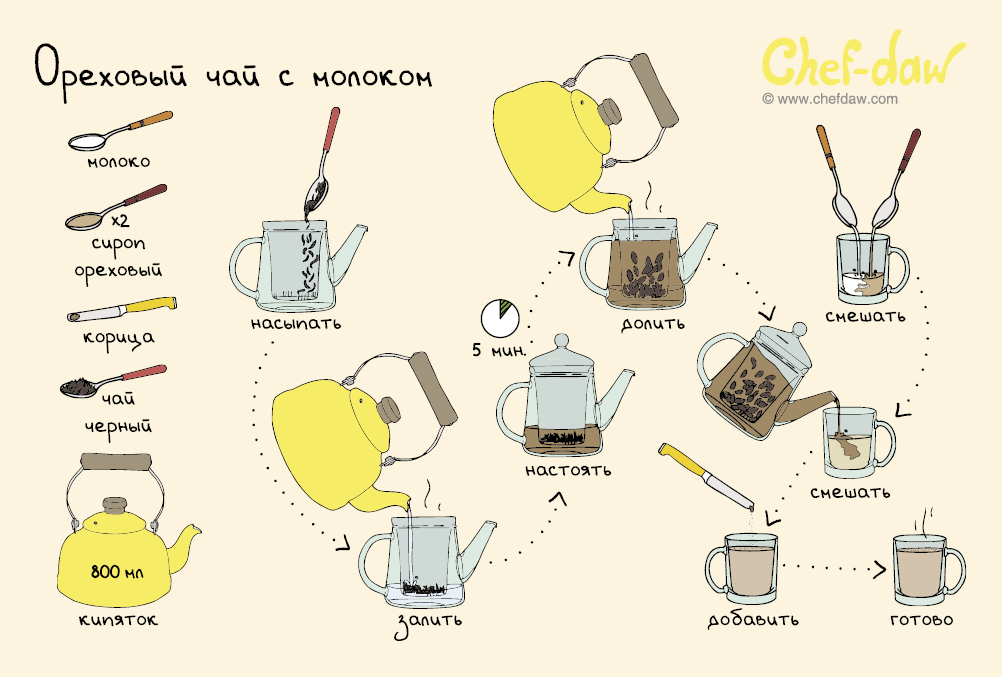 Ореховый чай с молоком
Chef-daw
© www.chefdaw.com
молоко
x2
сироп
ореховый
корица
чай
черный
800 мл
кипяток
насыпать
залить
5 мин.
настоять
долить
смешать
смешать
добавить
готово